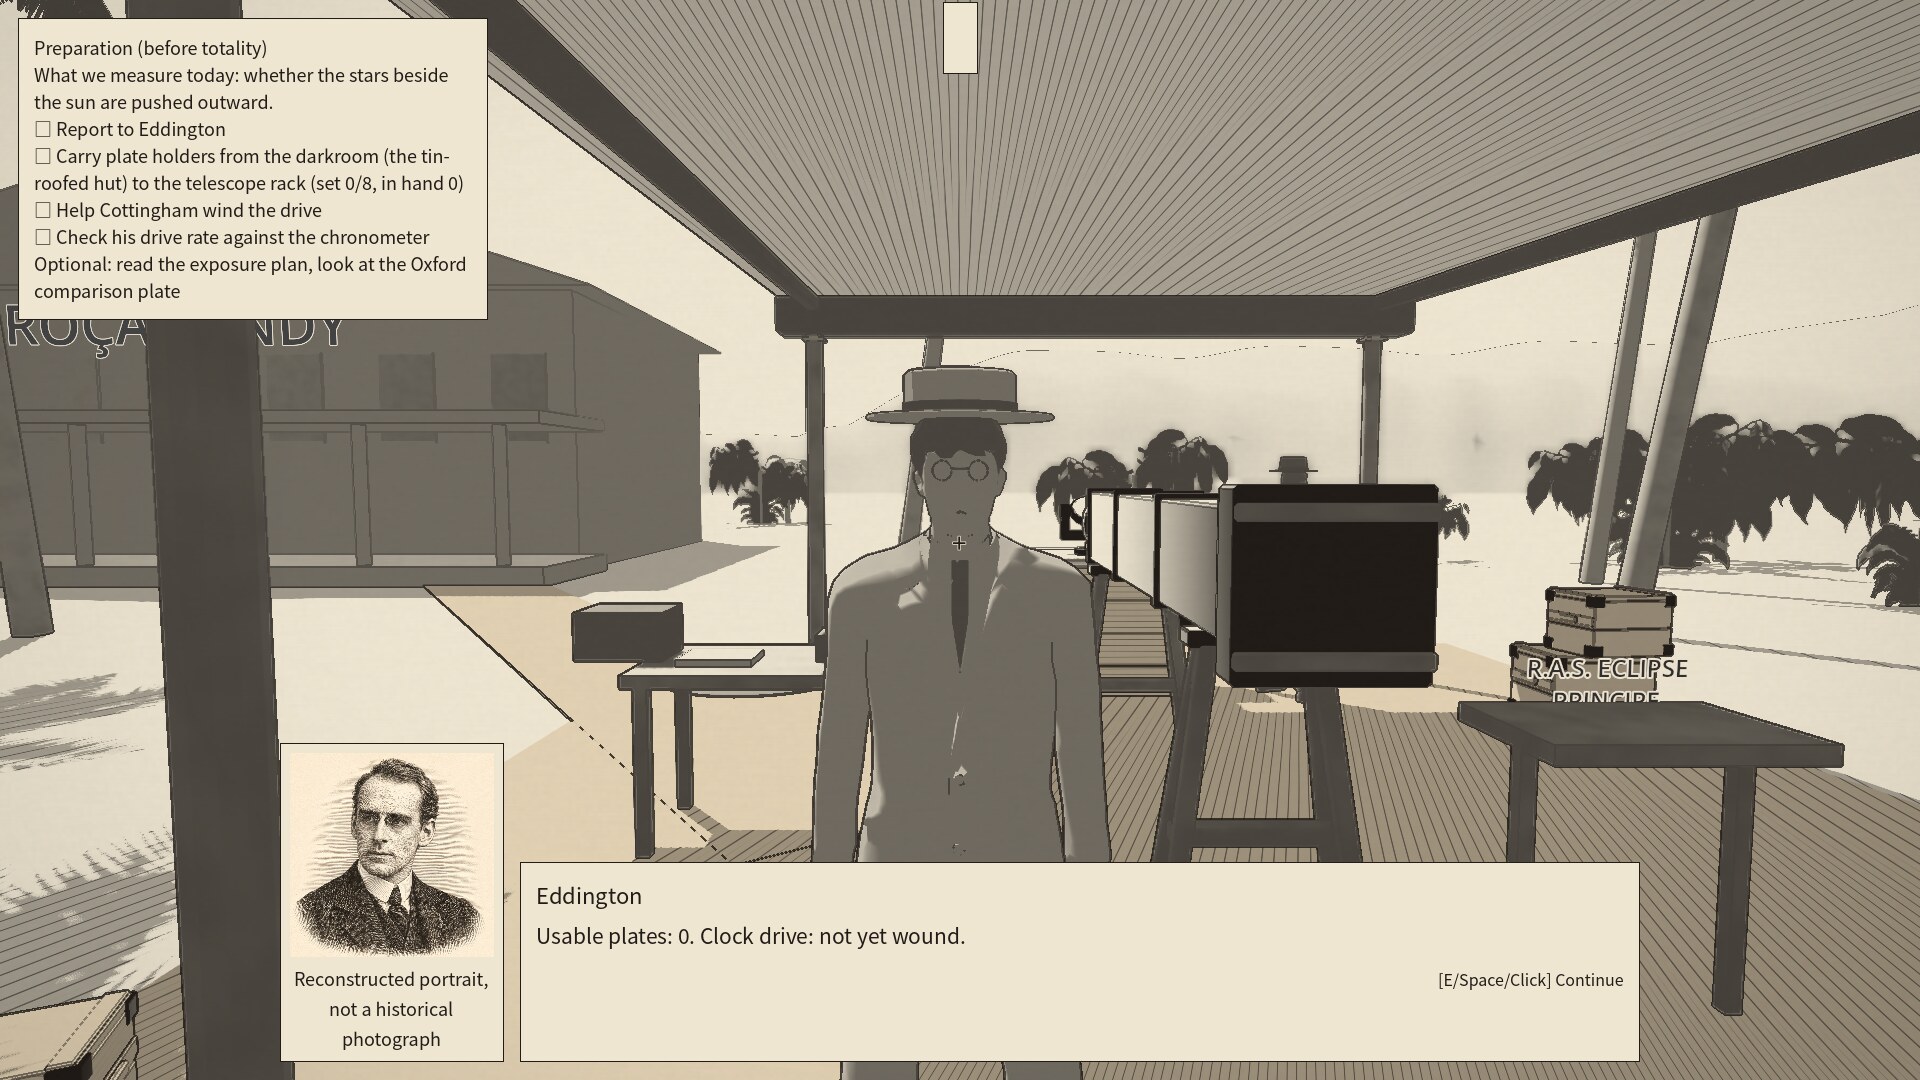 Preparation (before totality)
What we measure today: whether the stars beside
the sun are pushed outward.
☐ Report to Eddington
☐ Carry plate holders from the darkroom (the tin-
roofed hut) to the telescope rack (set 0/8, in hand 0)
☐ Help Cottingham wind the drive
☐ Check his drive rate against the chronometer
Optional: read the exposure plan, look at the Oxford
comparison plate
ROÇA
NDY
R.A.S. ECLIPSE
PRINCIPE
Reconstructed portrait,
not a historical
photograph
Eddington
Usable plates: 0. Clock drive: not yet wound.
[E/Space/Click] Continue